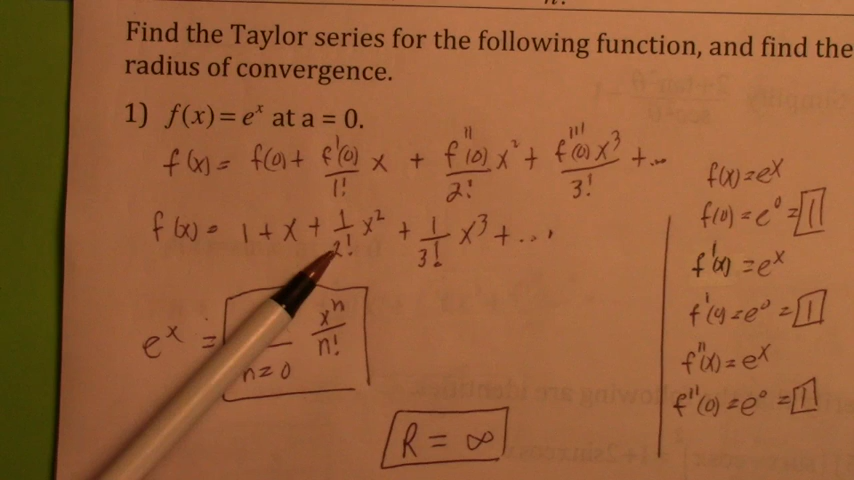 n!
Find the Taylor series for the following function, and find the
radius of convergence.
1) f(x) = e^x at a = 0.
f(x) = f(0) + f'(0)/1! x + f''(0)/2! x^2 + f'''(0)/3! x^3 + ...
f(x) = 1 + x + 1/2! x^2 + 1/3! x^3 + ...
e^x = x^n/n!
n=0
R = ∞
f(x) = e^x
f(0) = e^0 = 1
f'(x) = e^x
f'(0) = e^0 = 1
f''(x) = e^x
f''(0) = e^0 = 1